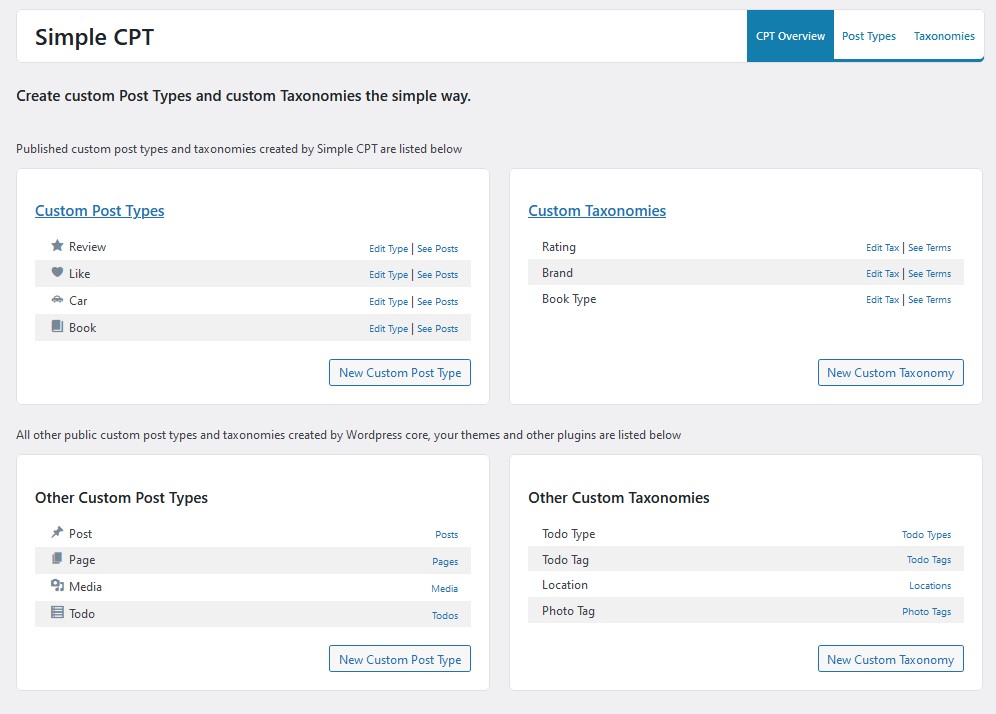 Simple CPT
CPT Overview Post Types Taxonomies
Create custom Post Types and custom Taxonomies the simple way.
Published custom post types and taxonomies created by Simple CPT are listed below
Custom Post Types
Review Edit Type | See Posts
Like Edit Type | See Posts
Car Edit Type | See Posts
Book Edit Type | See Posts
New Custom Post Type
Custom Taxonomies
Rating Edit Tax | See Terms
Brand Edit Tax | See Terms
Book Type Edit Tax | See Terms
New Custom Taxonomy
All other public custom post types and taxonomies created by Wordpress core, your themes and other plugins are listed below
Other Custom Post Types
Post Posts
Page Pages
Media Media
Todo Todos
New Custom Post Type
Other Custom Taxonomies
Todo Type Todo Types
Todo Tag Todo Tags
Location Locations
Photo Tag Photo Tags
New Custom Taxonomy